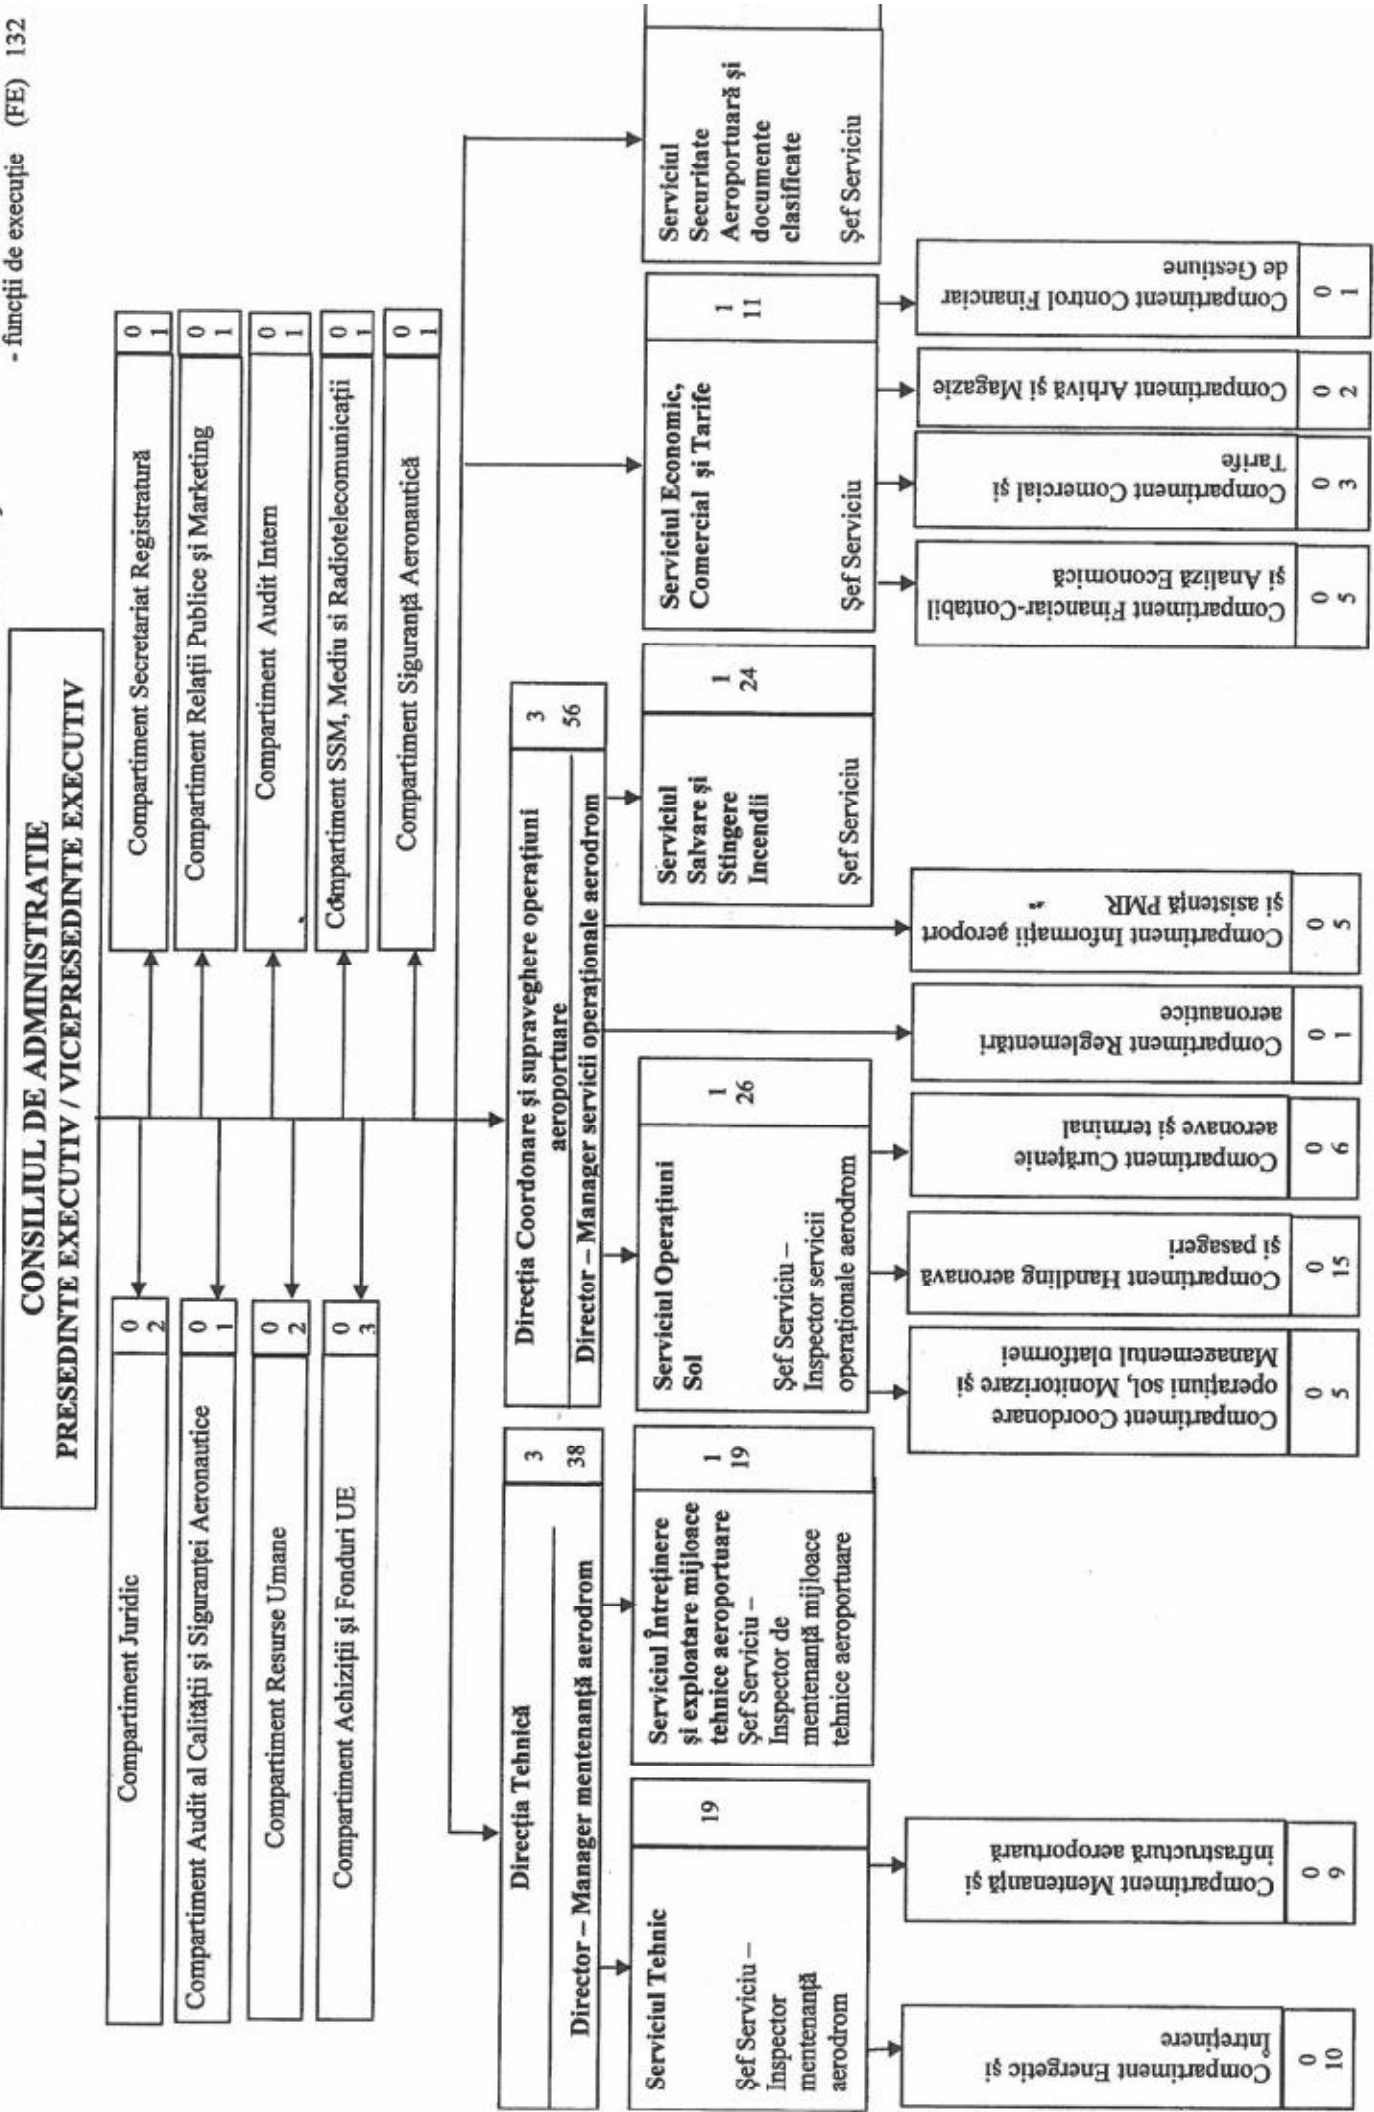 - funcții de execuție (FE) 132
CONSILIUL DE ADMINISTRATIE
PRESEDINTE EXECUTIV / VICEPRESEDINTE EXECUTIV
Compartiment Juridic
0
2
Compartiment Audit al Calității și Siguranței Aeronautice
0
1
Compartiment Resurse Umane
0
2
Compartiment Achiziții și Fonduri UE
0
3
Compartiment Secretariat Registratură
0
1
Compartiment Relații Publice și Marketing
0
1
Compartiment Audit Intern
0
1
Compartiment SSM, Mediu si Radiotelecomunicații
0
1
Compartiment Siguranță Aeronautică
0
1
Direcția Tehnică
Director – Manager mentenanță aerodrom
3
38
Direcția Coordonare și supraveghere operațiuni
aeroportuare
Director – Manager servicii operaționale aerodrom
3
56
Serviciul Tehnic
Șef Serviciu –
Inspector
mentenanță
aerodrom
19
Serviciul Întreținere
și exploatare mijloace
tehnice aeroportuare
Șef Serviciu –
Inspector de
mentenanță mijloace
tehnice aeroportuare
1
19
Serviciul Operațiuni
Sol
Șef Serviciu –
Inspector servicii
operaționale aerodrom
1
26
Serviciul
Salvare și
Stingere
Incendii
Șef Serviciu
1
24
Serviciul Economic,
Comercial și Tarife
Șef Serviciu
1
11
Serviciul
Securitate
Aeroportuară și
documente
clasificate
Șef Serviciu
Compartiment Energetic și
Întreținere
0
10
Compartiment Mentenanță și
infrastructură aeroportuară
0
9
Compartiment Coordonare
operațiuni sol, Monitorizare și
Managementul platformei
0
5
Compartiment Handling aeronavă
și pasageri
0
15
Compartiment Curățenie
aeronave și terminal
0
6
Compartiment Reglementări
aeronautice
0
1
Compartiment Informații aeroport
și asistență PMR
0
5
Compartiment Financiar-Contabil
și Analiză Economică
0
5
Compartiment Comercial și
Tarife
0
3
Compartiment Arhivă și Magazie
0
2
Compartiment Control Financiar
de Gestiune
0
1